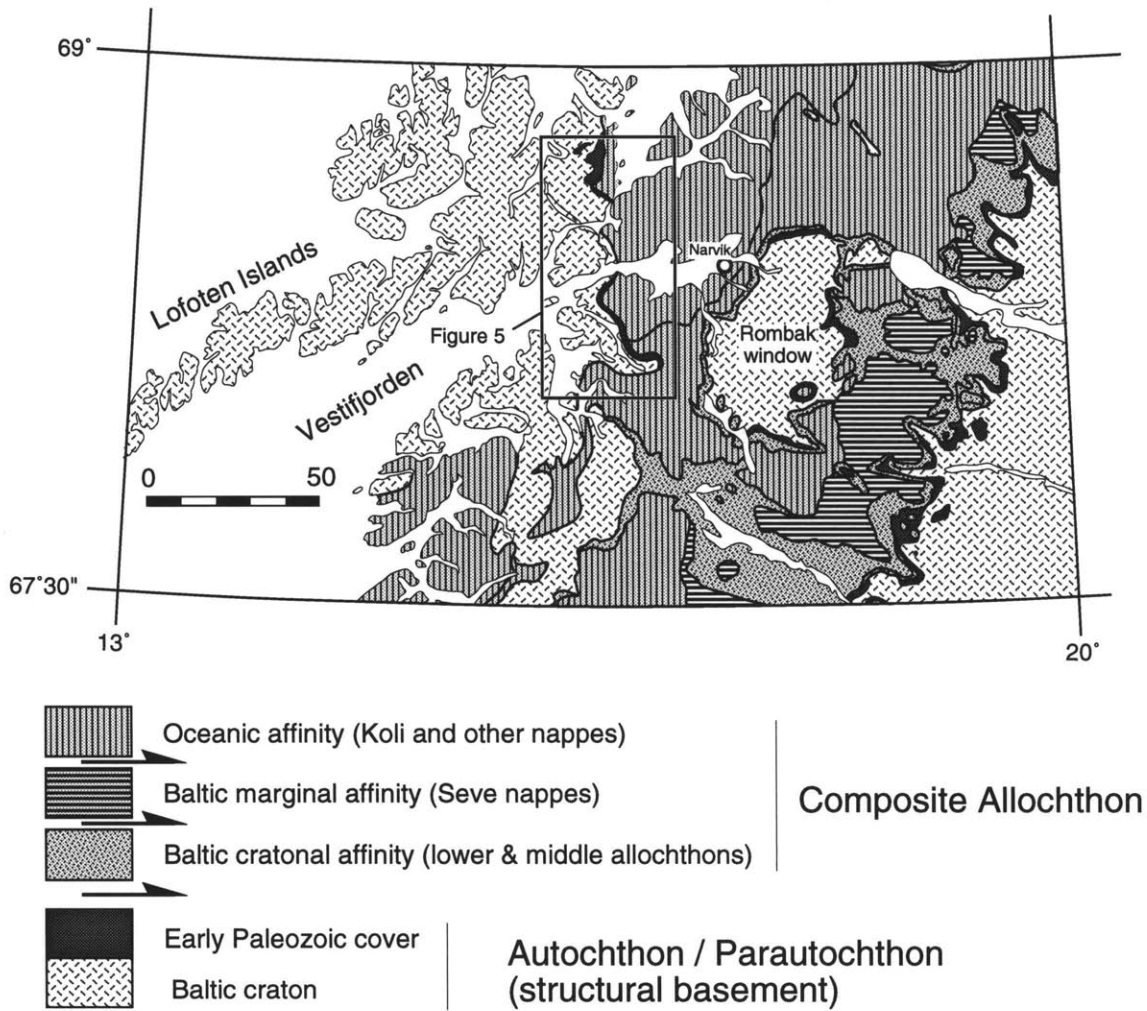 69°
Narvik
Lofoten Islands
Figure 5
Rombak
window
Vestifjorden
0 50
67°30"
13°
20°
Oceanic affinity (Koli and other nappes)
Baltic marginal affinity (Seve nappes)
Composite Allochthon
Baltic cratonal affinity (lower & middle allochthons)
Early Paleozoic cover
Autochthon / Parautochthon
Baltic craton
(structural basement)